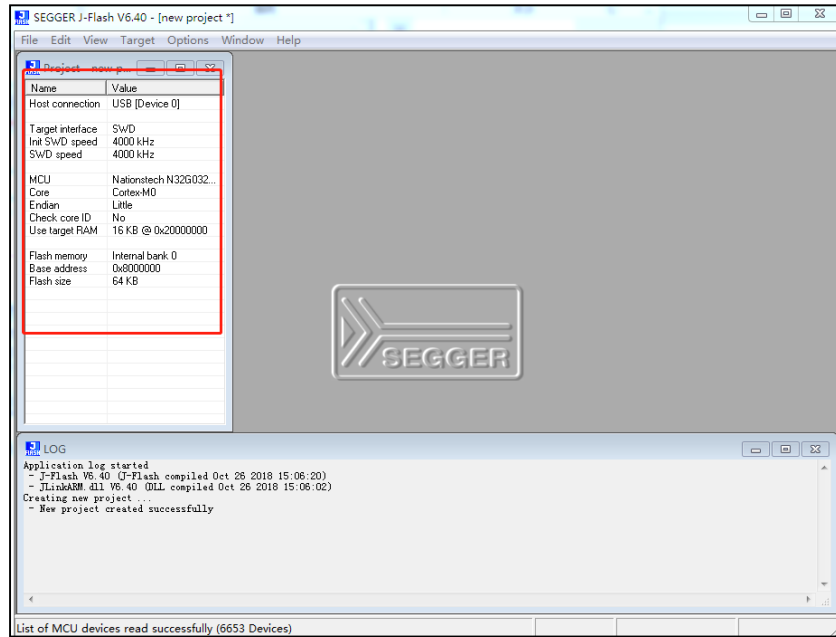 SEGGER J-Flash V6.40 - [new project *]
File Edit View Target Options Window Help
Project - new p...
Name Value
Host connection USB [Device 0]
Target interface SWD
Init SWD speed 4000 kHz
SWD speed 4000 kHz
MCU Nationstech N32G032...
Core Cortex-M0
Endian Little
Check core ID No
Use target RAM 16 KB @ 0x20000000
Flash memory Internal bank 0
Base address 0x8000000
Flash size 64 KB
SEGGER
LOG
Application log started
- J-Flash V6.40 (J-Flash compiled Oct 26 2018 15:06:20)
- JLinkARM.dll V6.40 (DLL compiled Oct 26 2018 15:06:02)
Creating new project ...
- New project created successfully
List of MCU devices read successfully (6653 Devices)